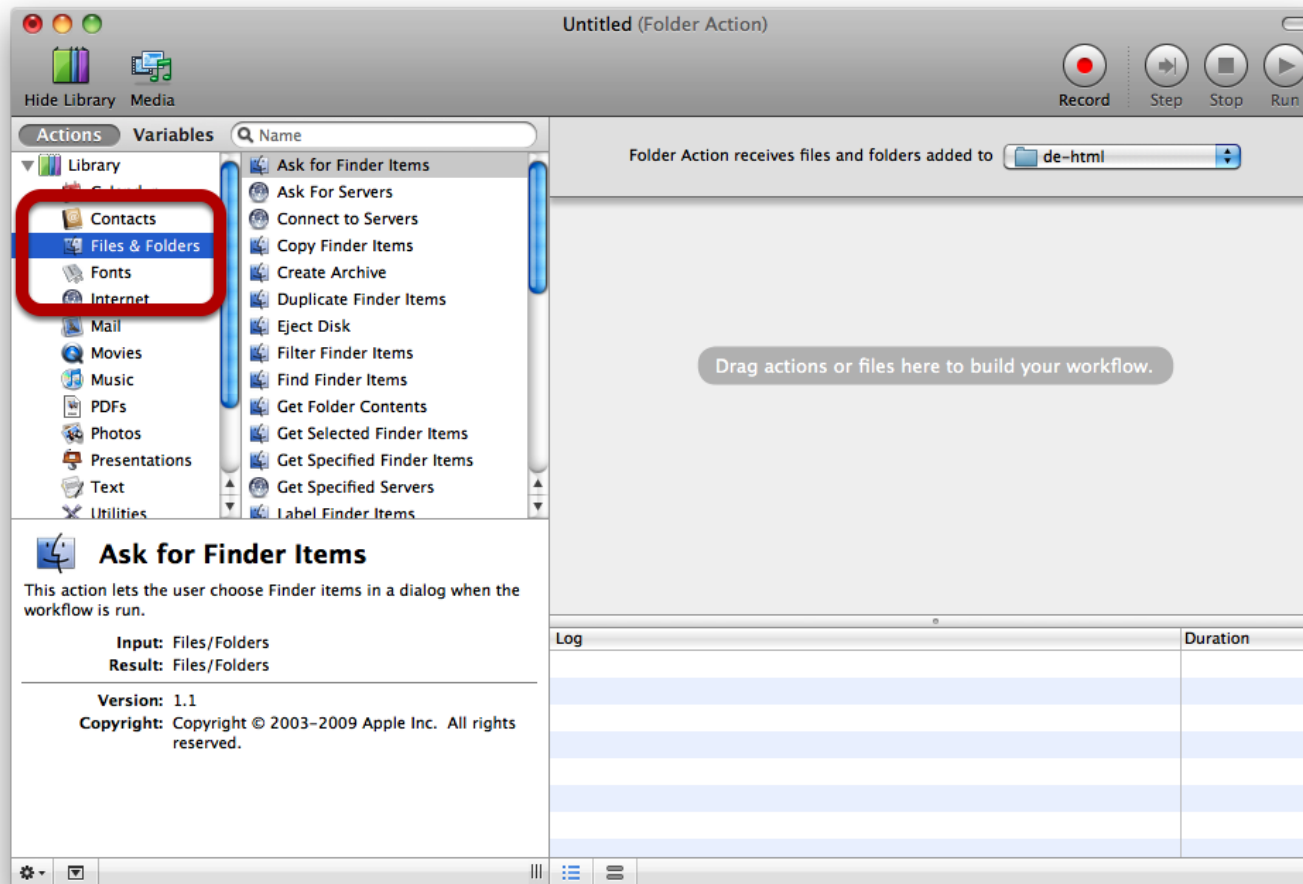 Untitled (Folder Action)
Hide Library
Media
Record
Step
Stop
Run
Actions
Variables
Name
Folder Action receives files and folders added to
de-html
Library
Calendar
Contacts
Files & Folders
Fonts
Internet
Mail
Movies
Music
PDFs
Photos
Presentations
Text
Utilities
Ask for Finder Items
Ask For Servers
Connect to Servers
Copy Finder Items
Create Archive
Duplicate Finder Items
Eject Disk
Filter Finder Items
Find Finder Items
Get Folder Contents
Get Selected Finder Items
Get Specified Finder Items
Get Specified Servers
Label Finder Items
Drag actions or files here to build your workflow.
Ask for Finder Items
This action lets the user choose Finder items in a dialog when the
workflow is run.
Input: Files/Folders
Result: Files/Folders
Version: 1.1
Copyright: Copyright © 2003-2009 Apple Inc. All rights
reserved.
Log
Duration